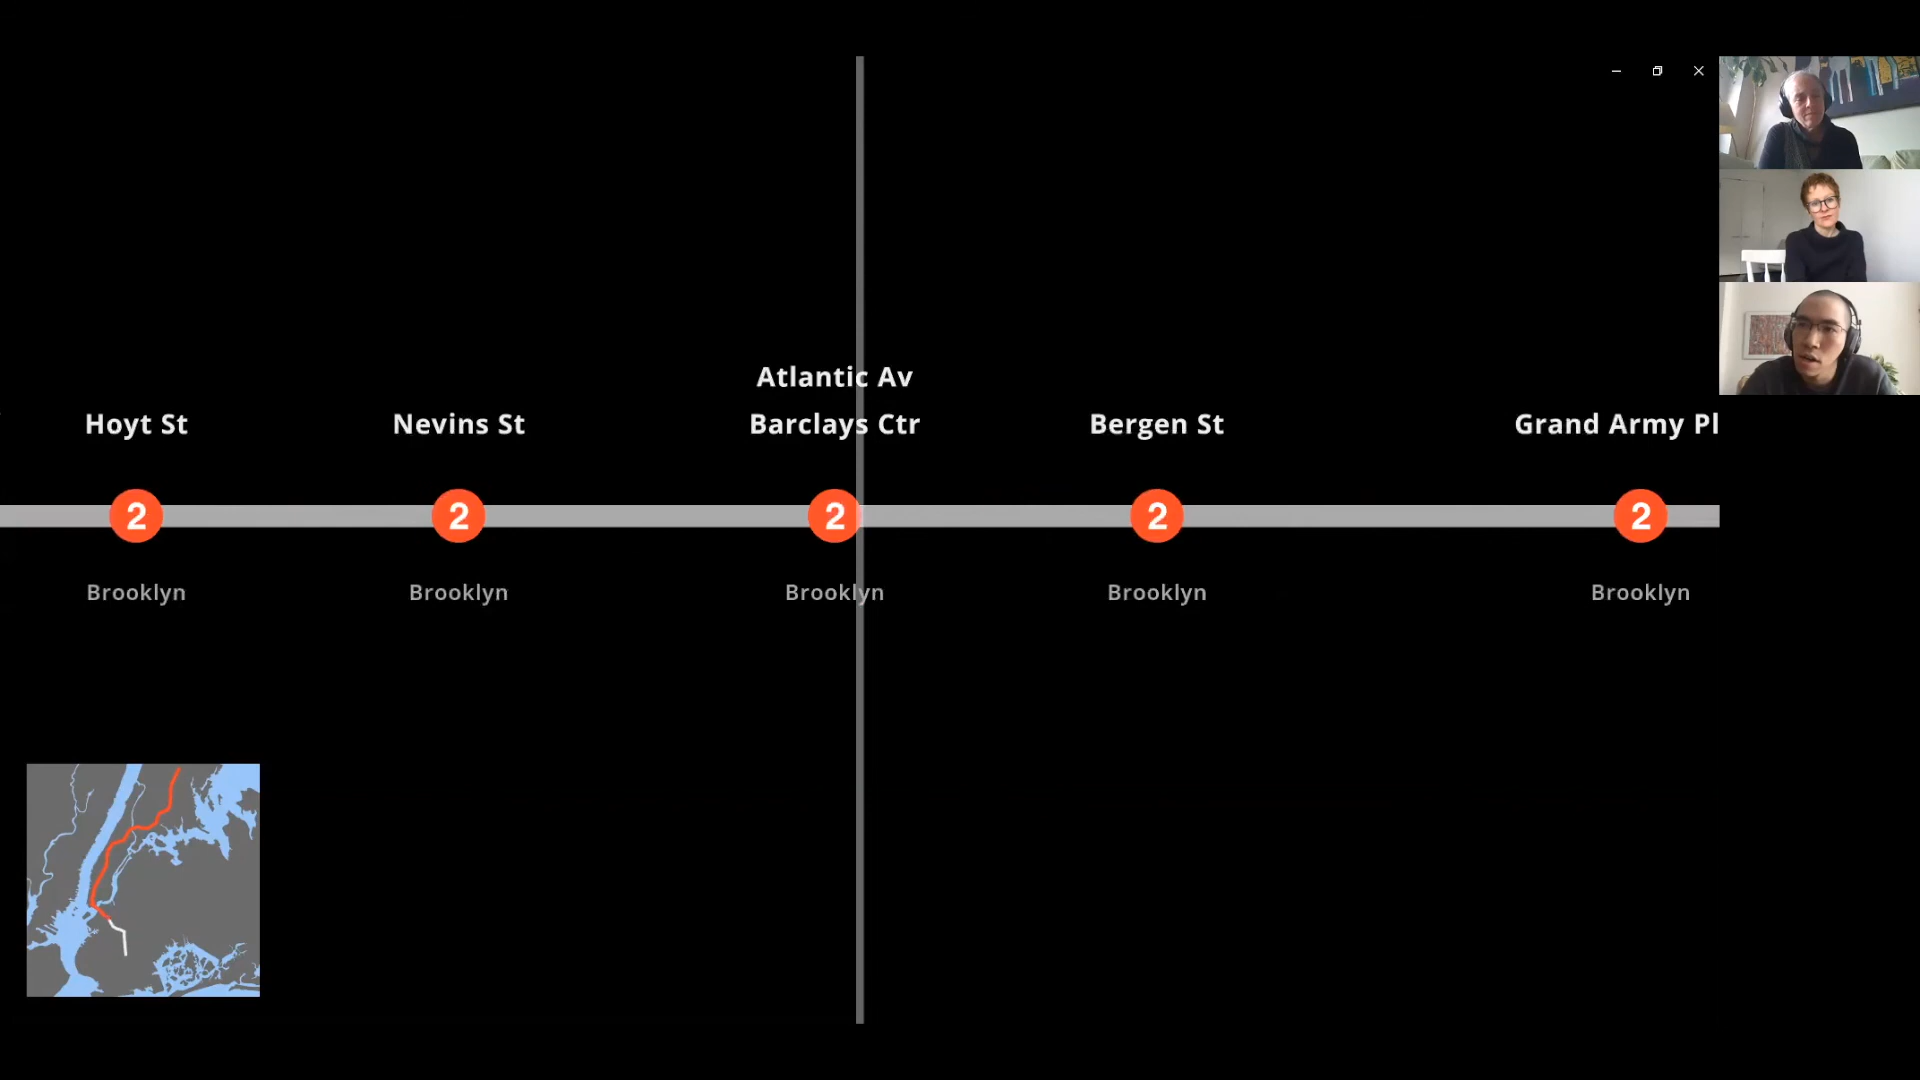 Atlantic Av
Hoyt St
Nevins St
Barclays Ctr
Bergen St
Grand Army Pl
2
2
2
2
2
Brooklyn
Brooklyn
Brooklyn
Brooklyn
Brooklyn